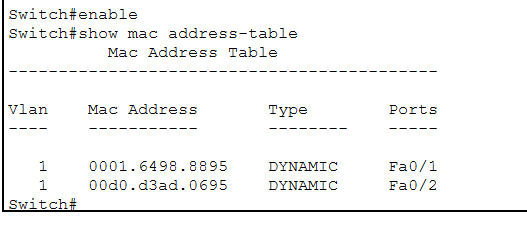 Switch#enable
Switch#show mac address-table
Mac Address Table
-------------------------------------------
Vlan Mac Address Type Ports
---- ----------- -------- -----
1 0001.6498.8895 DYNAMIC Fa0/1
1 00d0.d3ad.0695 DYNAMIC Fa0/2
Switch#